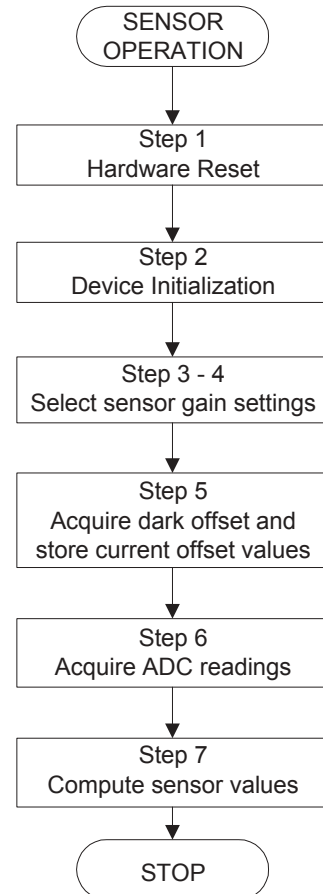 SENSOR
OPERATION
Step 1
Hardware Reset
Step 2
Device Initialization
Step 3 - 4
Select sensor gain settings
Step 5
Acquire dark offset and
store current offset values
Step 6
Acquire ADC readings
Step 7
Compute sensor values
STOP